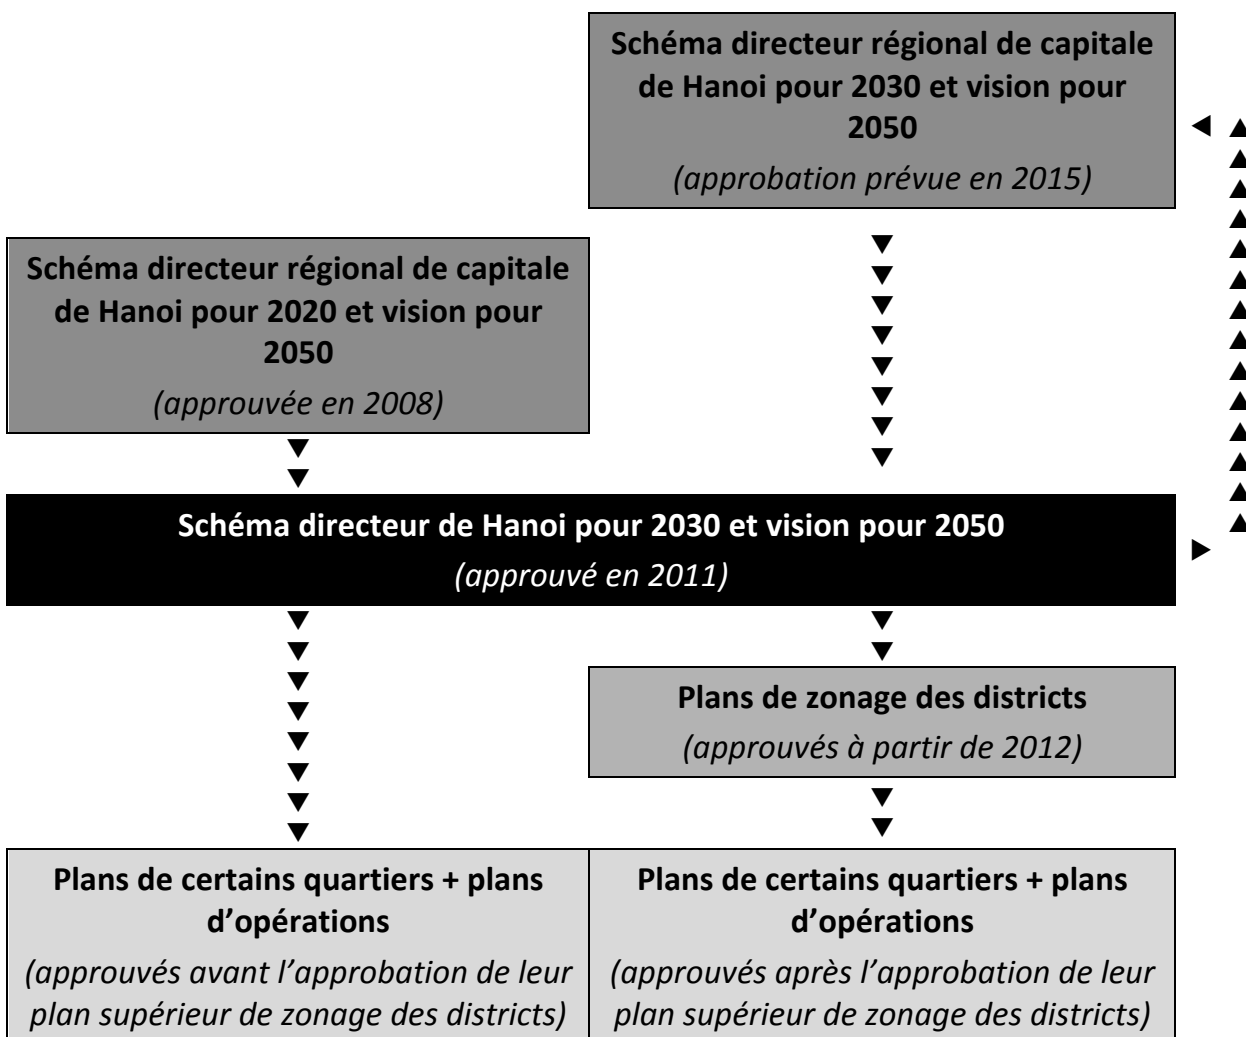 Schéma directeur régional de capitale
de Hanoi pour 2030 et vision pour
2050
(approbation prévue en 2015)
Schéma directeur régional de capitale
de Hanoi pour 2020 et vision pour
2050
(approuvée en 2008)
Schéma directeur de Hanoi pour 2030 et vision pour 2050
(approuvé en 2011)
Plans de zonage des districts
(approuvés à partir de 2012)
Plans de certains quartiers + plans
d’opérations
(approuvés avant l’approbation de leur
plan supérieur de zonage des districts)
Plans de certains quartiers + plans
d’opérations
(approuvés après l’approbation de leur
plan supérieur de zonage des districts)